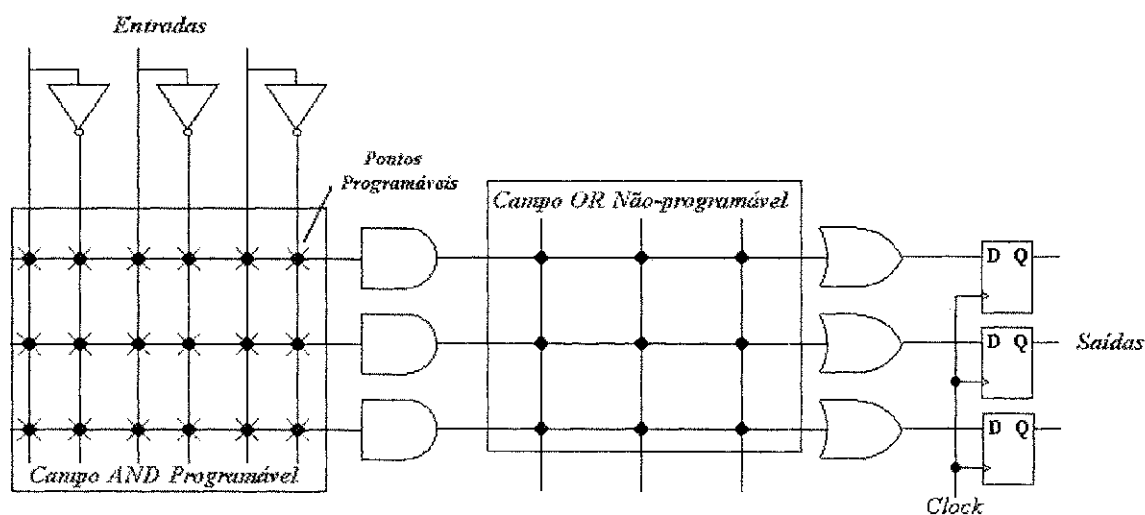 Entradas
Pontos
Programáveis
Campo OR Não-programável
D Q
D Q
Saídas
D Q
Campo AND Programável
Clock